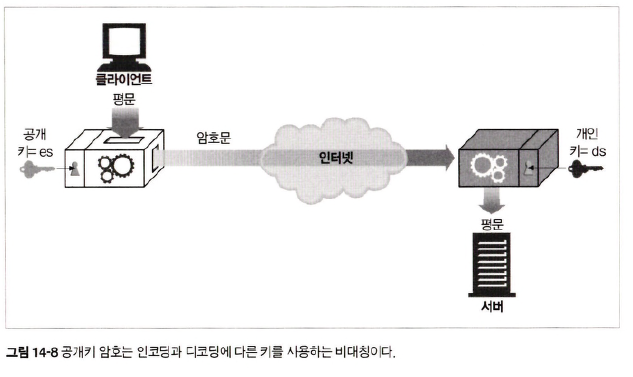 클라이언트
평문
공개
키= es
암호문
인터넷
개인
키= ds
평문
서버
그림 14-8 공개키 암호는 인코딩과 디코딩에 다른 키를 사용하는 비대칭이다.